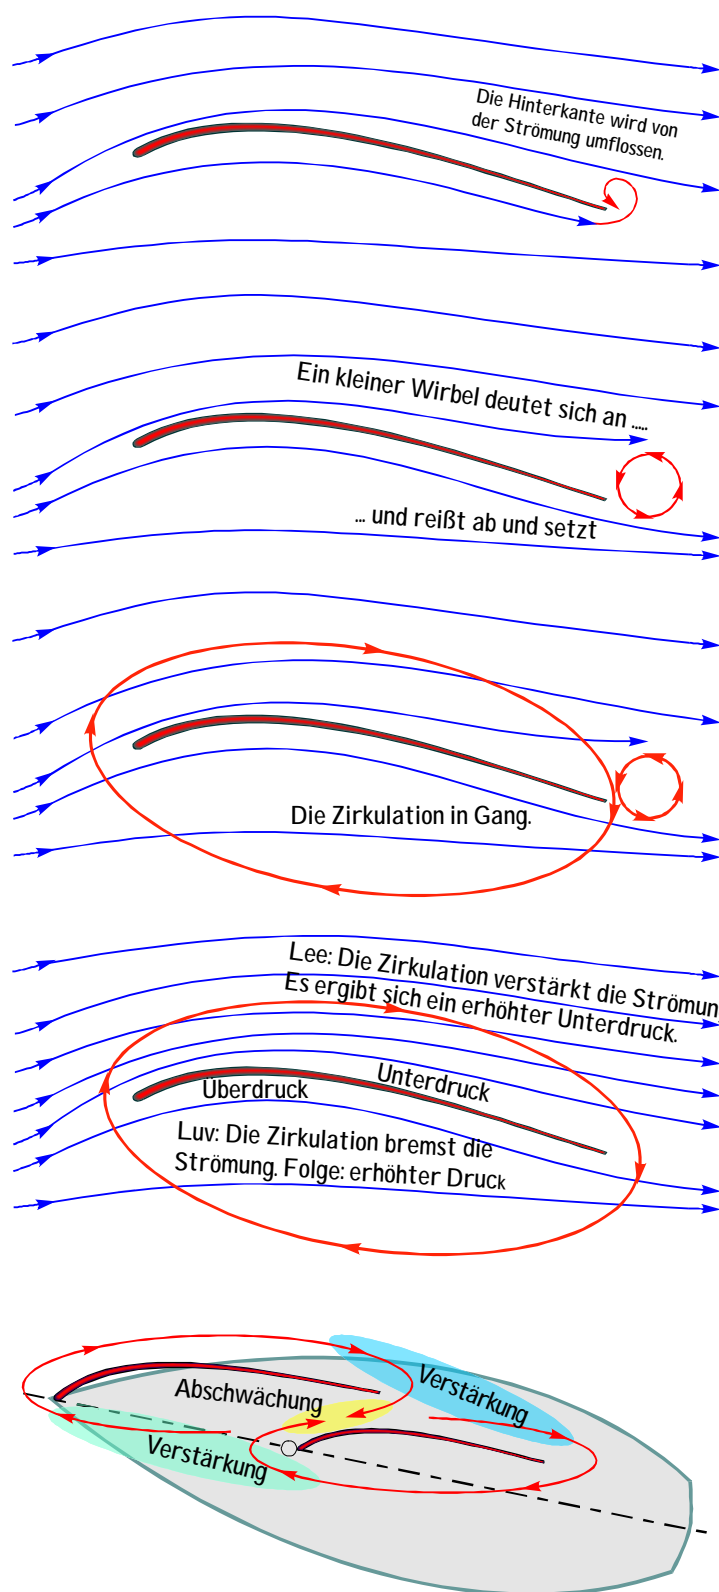 Die Hinterkante wird von
der Strömung umflossen.
Ein kleiner Wirbel deutet sich an .....
... und reißt ab und setzt
Die Zirkulation in Gang.
Lee: Die Zirkulation verstärkt die Strömun
Es ergibt sich ein erhöhter Unterdruck.
Unterdruck
Überdruck
Luv: Die Zirkulation bremst die
Strömung. Folge: erhöhter Druck
Verstärkung
Abschwächung
Verstärkung